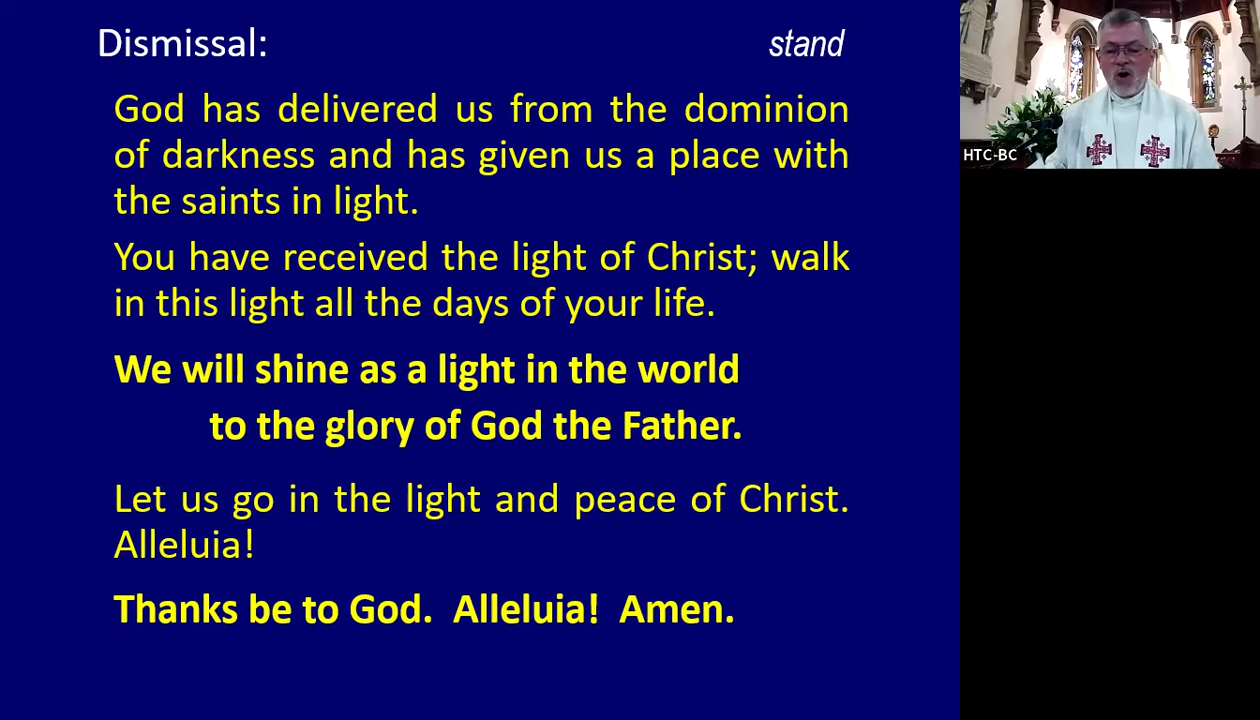 Dismissal: stand
God has delivered us from the dominion
of darkness and has given us a place with
the saints in light.
You have received the light of Christ; walk
in this light all the days of your life.
We will shine as a light in the world
to the glory of God the Father.
Let us go in the light and peace of Christ.
Alleluia!
Thanks be to God. Alleluia! Amen.
HTC-BC